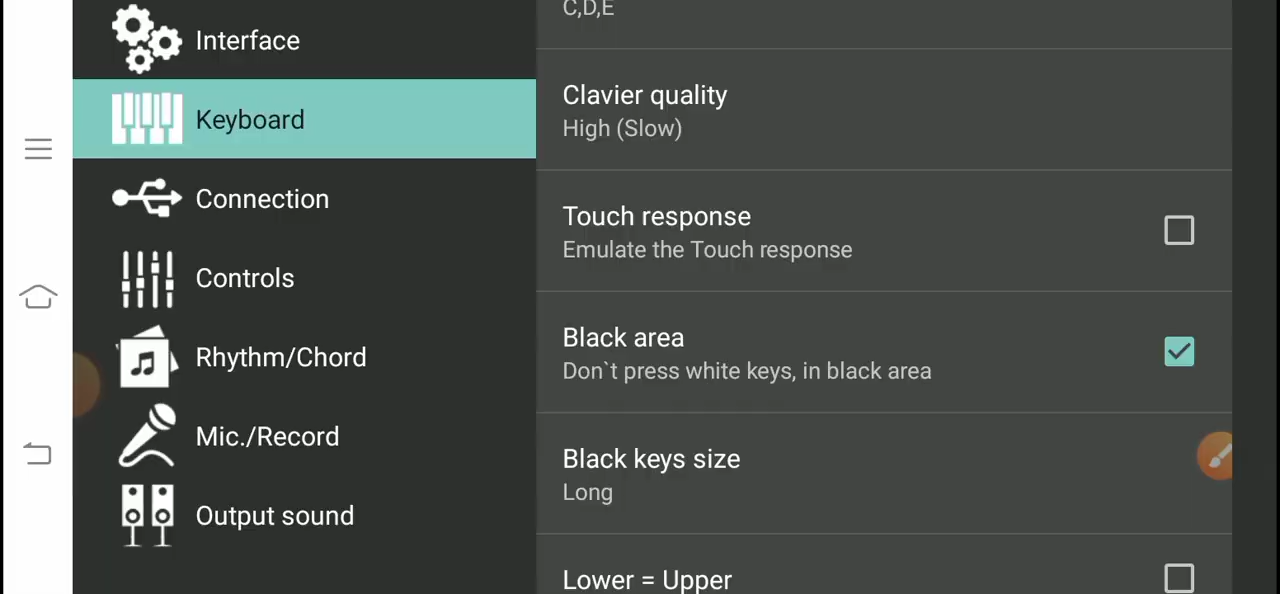 Interface
Keyboard
Connection
Controls
Rhythm/Chord
Mic./Record
Output sound
C,D,E
Clavier quality
High (Slow)
Touch response
Emulate the Touch response
Black area
Don`t press white keys, in black area
Black keys size
Long
Lower = Upper